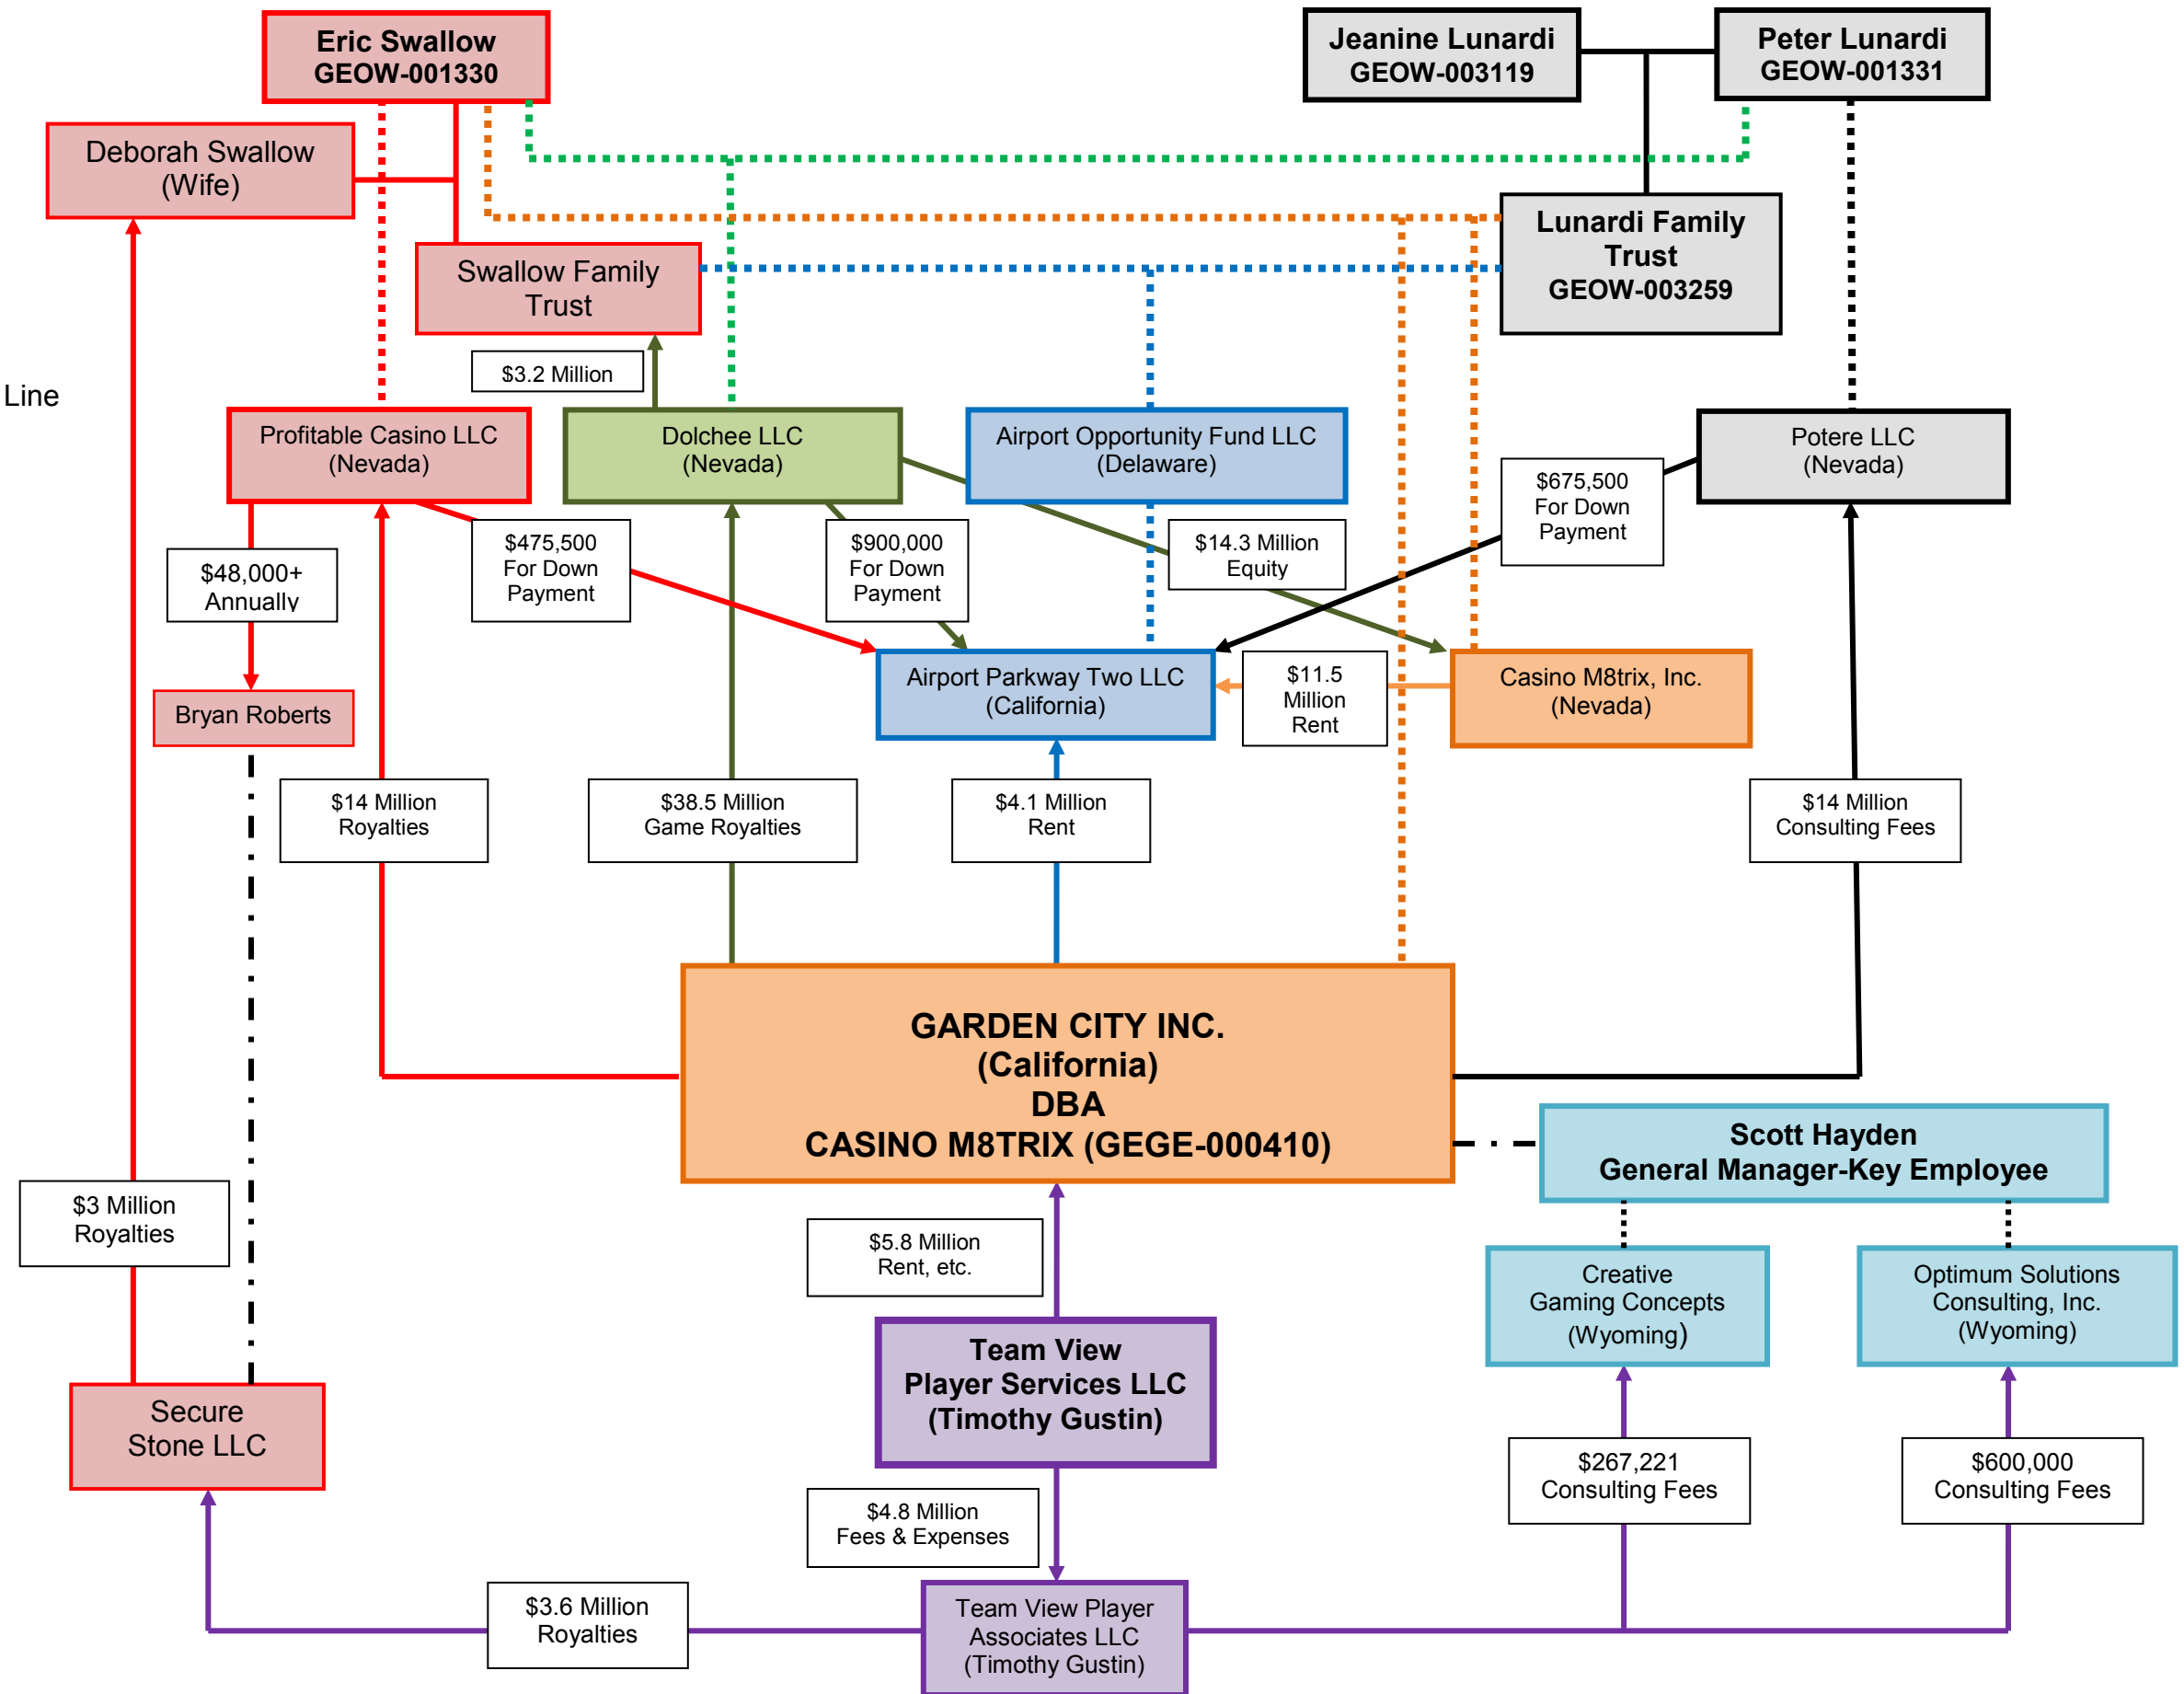 Eric Swallow
GEOW-001330
Jeanine Lunardi
GEOW-003119
Peter Lunardi
GEOW-001331
Deborah Swallow
(Wife)
Swallow Family
Trust
Lunardi Family
Trust
GEOW-003259
$3.2 Million
Line
Profitable Casino LLC
(Nevada)
Dolchee LLC
(Nevada)
Airport Opportunity Fund LLC
(Delaware)
Potere LLC
(Nevada)
$675,500
For Down
Payment
$48,000+
Annually
$475,500
For Down
Payment
$900,000
For Down
Payment
$14.3 Million
Equity
Bryan Roberts
Airport Parkway Two LLC
(California)
$11.5
Million
Rent
Casino M8trix, Inc.
(Nevada)
$14 Million
Royalties
$38.5 Million
Game Royalties
$4.1 Million
Rent
$14 Million
Consulting Fees
GARDEN CITY INC.
(California)
DBA
CASINO M8TRIX (GEGE-000410)
Scott Hayden
General Manager-Key Employee
$3 Million
Royalties
$5.8 Million
Rent, etc.
Creative
Gaming Concepts
(Wyoming)
Optimum Solutions
Consulting, Inc.
(Wyoming)
Team View
Player Services LLC
(Timothy Gustin)
Secure
Stone LLC
$267,221
Consulting Fees
$600,000
Consulting Fees
$4.8 Million
Fees & Expenses
$3.6 Million
Royalties
Team View Player
Associates LLC
(Timothy Gustin)